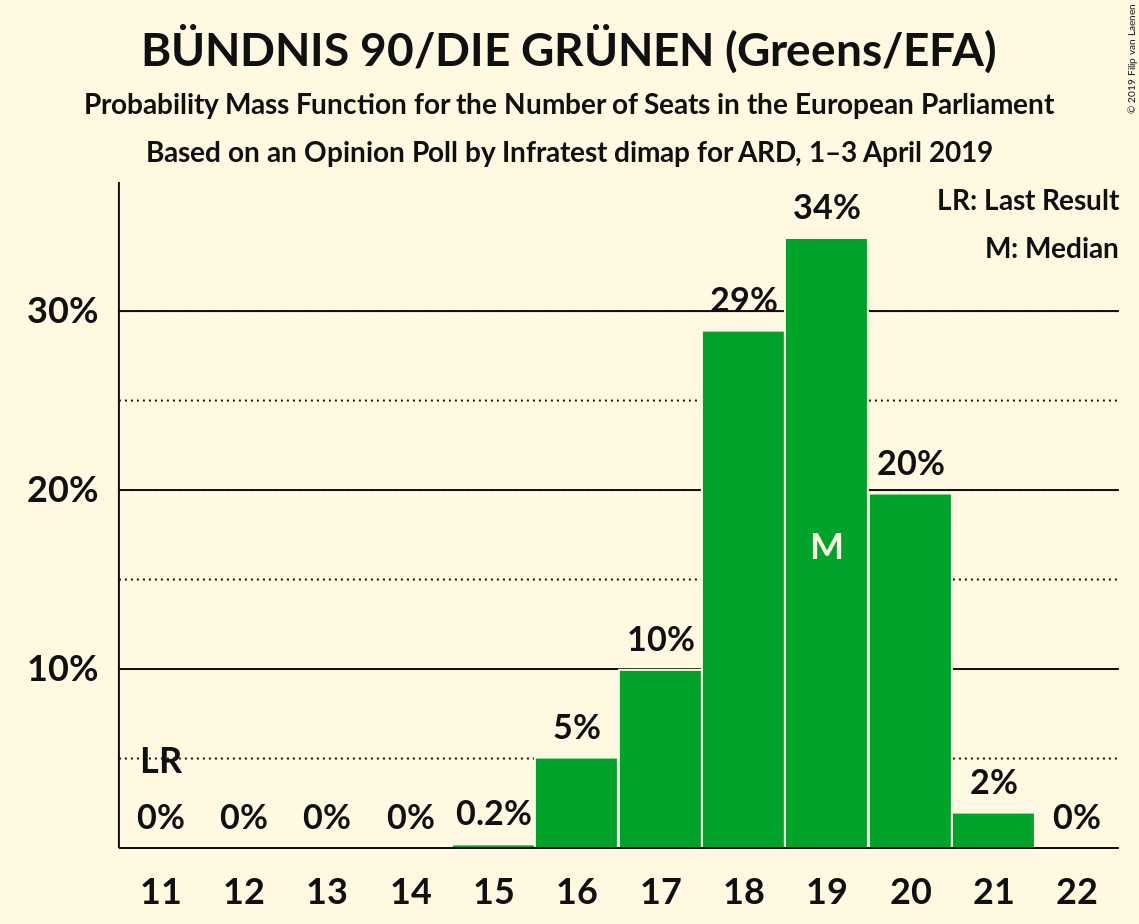 BÜNDNIS 90/DIE GRÜNEN (Greens/EFA)
Probability Mass Function for the Number of Seats in the European Parliament
Based on an Opinion Poll by Infratest dimap for ARD, 1–3 April 2019
© 2019 Filip van Laenen
LR: Last Result
M: Median
34%
30%
29%
20%
20%
M
10%
10%
5%
LR
2%
0% 0% 0% 0% 0.2% 0%
11 12 13 14 15 16 17 18 19 20 21 22